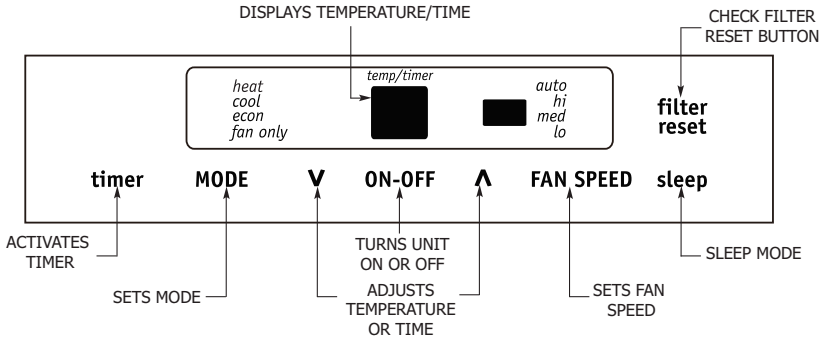 DISPLAYS TEMPERATURE/TIME
CHECK FILTER
RESET BUTTON
temp/timer
heat
cool
econ
fan only
auto
hi
med
lo
filter
reset
timer
MODE
V
ON-OFF
Λ
FAN SPEED
sleep
ACTIVATES
TIMER
SETS MODE
TURNS UNIT
ON OR OFF
ADJUSTS
TEMPERATURE
OR TIME
SETS FAN
SPEED
SLEEP MODE